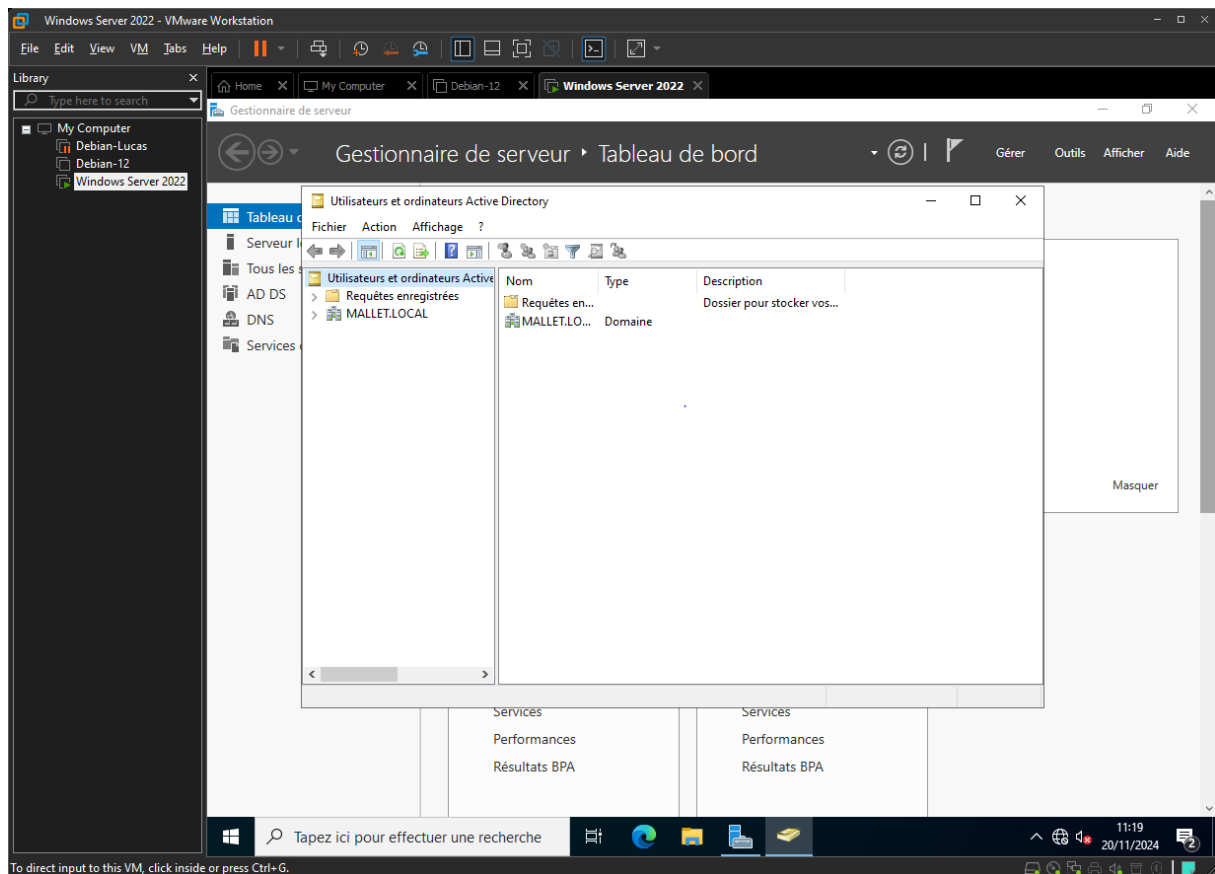 Windows Server 2022 - VMware Workstation
File Edit View VM Tabs Help
Library
Type here to search
My Computer
Debian-Lucas
Debian-12
Windows Server 2022
Home
My Computer
Debian-12
Windows Server 2022
Gestionnaire de serveur
Gestionnaire de serveur Tableau de bord
Gérer Outils Afficher Aide
Tableau
Serveur
Tous les
AD DS
DNS
Services
Utilisateurs et ordinateurs Active Directory
Fichier Action Affichage ?
Utilisateurs et ordinateurs Active
Requêtes enregistrées
MALLET.LOCAL
Nom Type Description
Requêtes en... Dossier pour stocker vos...
MALLET.LO... Domaine
Masquer
Services Services
Performances Performances
Résultats BPA Résultats BPA
Tapez ici pour effectuer une recherche
11:19
20/11/2024
2
To direct input to this VM, click inside or press Ctrl+G.